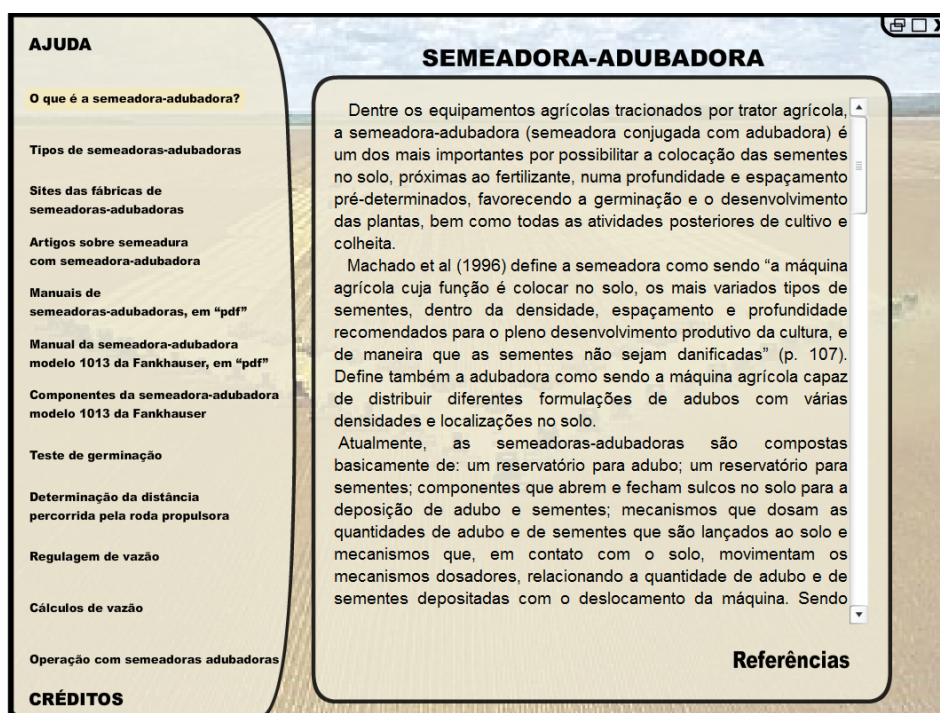 AJUDA
O que é a semeadora-adubadora?
Tipos de semeadoras-adubadoras
Sites das fábricas de
semeadoras-adubadoras
Artigos sobre semeadura
com semeadora-adubadora
Manuais de
semeadoras-adubadoras, em “pdf”
Manual da semeadora-adubadora
modelo 1013 da Fankhauser, em “pdf”
Componentes da semeadora-adubadora
modelo 1013 da Fankhauser
Teste de germinação
Determinação da distância
percorrida pela roda propulsora
Regulagem de vazão
Cálculos de vazão
Operação com semeadoras adubadoras
CRÉDITOS
SEMEADORA-ADUBADORA
Dentre os equipamentos agrícolas tracionados por trator agrícola,
a semeadora-adubadora (semeadora conjugada com adubadora) é
um dos mais importantes por possibilitar a colocação das sementes
no solo, próximas ao fertilizante, numa profundidade e espaçamento
pré-determinados, favorecendo a germinação e o desenvolvimento
das plantas, bem como todas as atividades posteriores de cultivo e
colheita.
Machado et al (1996) define a semeadora como sendo “a máquina
agrícola cuja função é colocar no solo, os mais variados tipos de
sementes, dentro da densidade, espaçamento e profundidade
recomendados para o pleno desenvolvimento produtivo da cultura, e
de maneira que as sementes não sejam danificadas” (p. 107).
Define também a adubadora como sendo a máquina agrícola capaz
de distribuir diferentes formulações de adubos com várias
densidades e localizações no solo.
Atualmente, as semeadoras-adubadoras são compostas
basicamente de: um reservatório para adubo; um reservatório para
sementes; componentes que abrem e fecham sulcos no solo para a
deposição de adubo e sementes; mecanismos que dosam as
quantidades de adubo e de sementes que são lançados ao solo e
mecanismos que, em contato com o solo, movimentam os
mecanismos dosadores, relacionando a quantidade de adubo e de
sementes depositadas com o deslocamento da máquina. Sendo
Referências